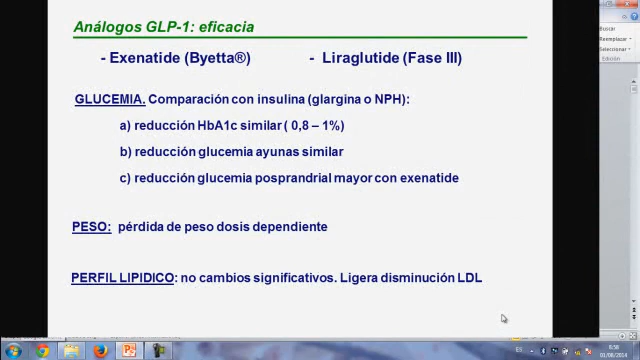 Análogos GLP-1: eficacia
- Exenatide (Byetta®) - Liraglutide (Fase III)
GLUCEMIA. Comparación con insulina (glargina o NPH):
a) reducción HbA1c similar ( 0,8 – 1%)
b) reducción glucemia ayunas similar
c) reducción glucemia posprandrial mayor con exenatide
PESO: pérdida de peso dosis dependiente
PERFIL LIPIDICO: no cambios significativos. Ligera disminución LDL
Buscar
Reemplazar
Seleccionar
Edición
ES
9:58
01/08/2014